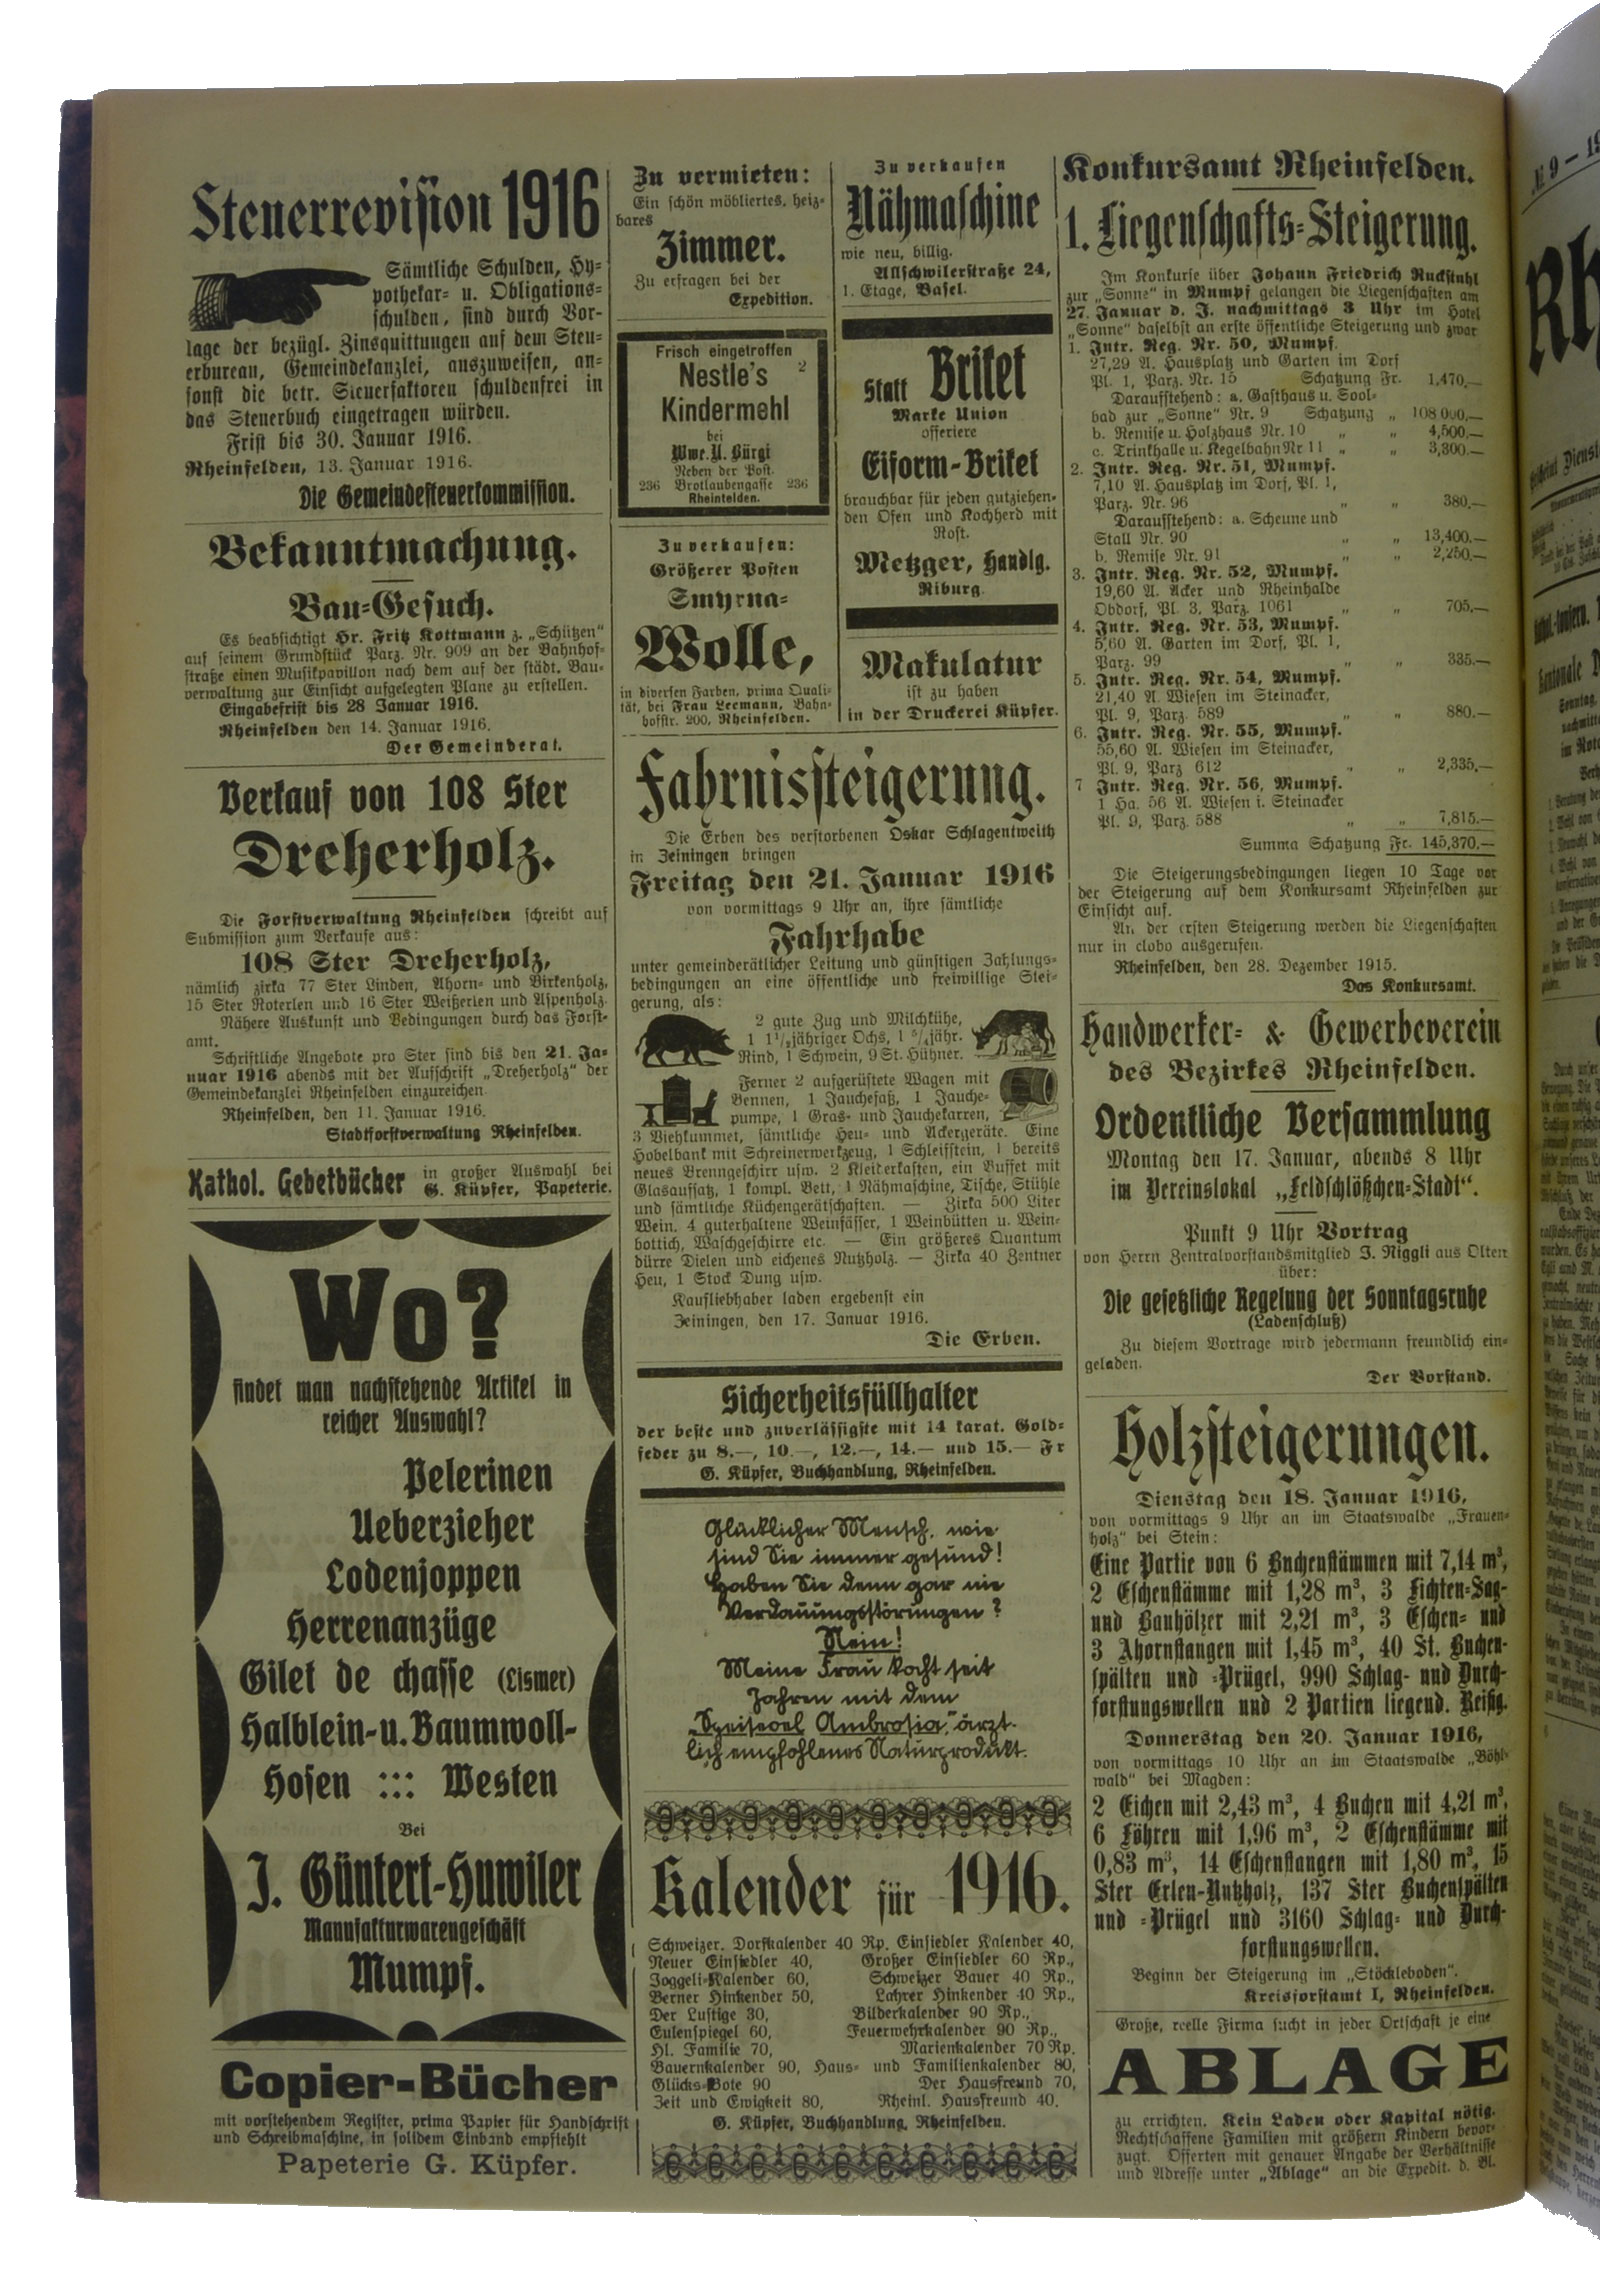 Steuerrevision 1916
Sämtliche Schulden, Hy-
pothekar- u. Obligations-
schulden, sind durch Vor-
lage der bezügl. Zinsquittungen auf dem Steu-
erbureau, Gemeindekanzlei, auszuweisen, an-
sonst die betr. Steuerfaktoren schuldenfrei in
das Steuerbuch eingetragen würden.
Frist bis 30. Januar 1916.
Rheinfelden, 13. Januar 1916.
Die Gemeindesteuerkommission.
Bekanntmachung.
Bau-Gesuch.
Es beabsichtigt Hr. Fritz Kottmann z. „Schützen"
auf seinem Grundstück Parz. Nr. 909 an der Bahnhof-
straße einen Musikpavillon nach dem auf der städt. Bau-
verwaltung zur Einsicht aufgelegten Plane zu erstellen.
Eingabefrist bis 28 Januar 1916.
Rheinfelden den 14. Januar 1916.
Der Gemeinderat.
Verkauf von 108 Ster
Dreherholz.
Die Forstverwaltung Rheinfelden schreibt auf
Submission zum Verkaufe aus:
108 Ster Dreherholz,
nämlich zirka 77 Ster Linden, Ahorn- und Birkenholz,
15 Ster Roterlen und 16 Ster Weißerlen und Aspenholz.
Nähere Auskunft und Bedingungen durch das Forst-
amt.
Schriftliche Angebote pro Ster sind bis den 21. Ja-
nuar 1916 abends mit der Aufschrift „Dreherholz" der
Gemeindekanzlei Rheinfelden einzureichen
Rheinfelden, den 11. Januar 1916.
Stadtforstverwaltung Rheinfelden.
Kathol. Gebetbücher in großer Auswahl bei
G. Küpfer, Papeterie.
Wo?
findet man nachstehende Artikel in
reicher Auswahl?
Pelerinen
Ueberzieher
Lodenjoppen
Herrenanzüge
Gilet de chasse (Lismer)
Halblein- u. Baumwoll-
Hosen ::: Westen
Bei
J. Güntert-Huwiler
Manufakturwarengeschäft
Mumpf.
Copier-Bücher
mit vorstehendem Register, prima Papier für Handschrift
und Schreibmaschine, in solidem Einband empfiehlt
Papeterie G. Küpfer.
Zu vermieten:
Ein schön möbliertes, heiz-
bares
Zimmer.
Zu erfragen bei der
Expedition.
Frisch eingetroffen
Nestle's 2
Kindermehl
bei
Wwe. A. Bürgi
Neben der Post
236 Brotlaubengasse 236
Rheinfelden.
Zu verkaufen:
Größerer Posten
Smyrna-
Wolle,
in diversen Farben, prima Quali-
tät, bei Frau Leemann, Bahn-
hofstr. 200, Rheinfelden.
Zu verkaufen
Nähmaschine
wie neu, billig.
Allschwilerstraße 24,
1. Etage, Basel.
Statt Briket
Marke Union
offeriere
Eiform-Briket
brauchbar für jeden gutziehen-
den Ofen und Kochherd mit
Rost.
Metzger, Handlg.
Riburg.
Makulatur
ist zu haben
in der Druckerei Küpfer.
Fahrnissteigerung.
Die Erben des verstorbenen Oskar Schlagentweith
in Zeiningen bringen
Freitag den 21. Januar 1916
von vormittags 9 Uhr an, ihre sämtliche
Fahrhabe
unter gemeinderätlicher Leitung und günstigen Zahlungs-
bedingungen an eine öffentliche und freiwillige Stei-
gerung, als:
2 gute Zug und Milchkühe,
1 1½jähriger Ochs, 1 ⁵/₄jähr.
Rind, 1 Schwein, 9 St. Hühner.
Ferner 2 aufgerüstete Wagen mit
Bennen, 1 Jauchefaß, 1 Jauche-
pumpe, 1 Gras- und Jauchekarren,
3 Viehkummet, sämtliche Heu- und Ackergeräte. Eine
Hobelbank mit Schreinerwerkzeug, 1 Schleifstein, 1 bereits
neues Brenngeschirr usw. 2 Kleiderkasten, ein Buffet mit
Glasaufsatz, 1 kompl. Bett, 1 Nähmaschine, Tische, Stühle
und sämtliche Küchengerätschaften. — Zirka 500 Liter
Wein. 4 guterhaltene Weinfässer, 1 Weinbütten u. Wein-
bottich, Waschgeschirre etc. — Ein größeres Quantum
dürre Dielen und eichenes Nutzholz. — Zirka 40 Zentner
Heu, 1 Stock Dung usw.
Kaufliebhaber laden ergebenst ein
Zeiningen, den 17. Januar 1916.
Die Erben.
Sicherheitsfüllhalter
der beste und zuverlässigste mit 14 karat. Gold-
feder zu 8.—, 10.—, 12.—, 14.— und 15.— Fr
G. Küpfer, Buchhandlung, Rheinfelden.
Glücklicher Mensch, wie
sind Sie immer gesund!
Haben Sie denn gar nie
Verdauungsstörungen?
Nein!
Meine Frau kocht seit
Jahren mit dem
„Speiseoel Ambrosia", ärzt-
lich empfohlenes Naturprodukt.
Kalender für 1916.
Schweizer. Dorfkalender 40 Rp. Einsiedler Kalender 40,
Neuer Einsiedler 40, Großer Einsiedler 60 Rp.,
Joggeli-Kalender 60, Schweizer Bauer 40 Rp.,
Berner Hinkender 50, Lahrer Hinkender 40 Rp.,
Der Lustige 30, Bilderkalender 90 Rp.,
Eulenspiegel 60, Feuerwehrkalender 90 Rp.,
Hl. Familie 70, Marienkalender 70 Rp.
Bauernkalender 90, Haus- und Familienkalender 80,
Glücks-Bote 90 Der Hausfreund 70,
Zeit und Ewigkeit 80, Rheinl. Hausfreund 40.
G. Küpfer, Buchhandlung, Rheinfelden.
Konkursamt Rheinfelden.
1. Liegenschafts-Steigerung.
Im Konkurse über Johann Friedrich Ruckstuhl
zur „Sonne" in Mumpf gelangen die Liegenschaften am
27. Januar d. J. nachmittags 3 Uhr im Hotel
„Sonne" daselbst an erste öffentliche Steigerung und zwar
1. Intr. Reg. Nr. 50, Mumpf.
27,29 A. Hausplatz und Garten im Dorf
Pl. 1, Parz. Nr. 15 Schatzung Fr. 1,470,—
Daraufstehend: a. Gasthaus u. Sool-
bad zur „Sonne" Nr. 9 Schatzung „ 108 000,—
b. Remise u. Holzhaus Nr. 10 „ „ 4,500,—
c. Trinkhalle u. Kegelbahn Nr 11 „ „ 3,300.—
2. Intr. Reg. Nr. 51, Mumpf.
7,10 A. Hausplatz im Dorf, Pl. 1,
Parz. Nr. 96 „ „ 380.—
Daraufstehend: a. Scheune und
Stall Nr. 90 „ „ 13,400.—
b. Remise Nr. 91 „ „ 2,250.—
3. Intr. Reg. Nr. 52, Mumpf.
19,60 A. Acker und Rheinhalde
Obdorf, Pl. 3, Parz. 1061 „ „ 705.—
4. Intr. Reg. Nr. 53, Mumpf.
5,60 A. Garten im Dorf, Pl. 1,
Parz. 99 „ „ 335.—
5. Intr. Reg. Nr. 54, Mumpf.
21,40 A. Wiesen im Steinacker,
Pl. 9, Parz. 589 „ „ 880.—
6. Intr. Reg. Nr. 55, Mumpf.
55,60 A. Wiesen im Steinacker,
Pl. 9, Parz 612 „ „ 2,335,—
7 Intr. Reg. Nr. 56, Mumpf.
1 Ha. 56 A. Wiesen i. Steinacker
Pl. 9, Parz. 588 „ „ 7,815.—
Summa Schatzung Fr. 145,370.—
Die Steigerungsbedingungen liegen 10 Tage vor
der Steigerung auf dem Konkursamt Rheinfelden zur
Einsicht auf.
An der ersten Steigerung werden die Liegenschaften
nur in clobo ausgerufen.
Rheinfelden, den 28. Dezember 1915.
Das Konkursamt.
Handwerker- & Gewerbeverein
des Bezirkes Rheinfelden.
Ordentliche Versammlung
Montag den 17. Januar, abends 8 Uhr
im Vereinslokal „Feldschlößchen-Stadt".
Punkt 9 Uhr Vortrag
von Herrn Zentralvorstandsmitglied J. Niggli aus Olten
über:
Die gesetzliche Regelung der Sonntagsruhe
(Ladenschluß)
Zu diesem Vortrage wird jedermann freundlich ein-
geladen.
Der Vorstand.
Holzsteigerungen.
Dienstag den 18. Januar 1916,
von vormittags 9 Uhr an im Staatswalde „Frauen-
holz" bei Stein:
Eine Partie von 6 Buchenstämmen mit 7,14 m³,
2 Eschenstämme mit 1,28 m³, 3 Fichten-Sag-
und Bauhölzer mit 2,21 m³, 3 Eschen- und
3 Ahornstangen mit 1,45 m³, 40 St. Buchen-
spälten und -Prügel, 990 Schlag- und Durch-
forstungswellen und 2 Partien liegend. Reisig.
Donnerstag den 20. Januar 1916,
von vormittags 10 Uhr an im Staatswalde „Böhl-
wald" bei Magden:
2 Eichen mit 2,43 m³, 4 Buchen mit 4,21 m³,
6 Föhren mit 1,96 m³, 2 Eschenstämme mit
0,83 m³, 14 Eschenstangen mit 1,80 m³, 15
Ster Erlen-Nutzholz, 137 Ster Buchenspälten
und -Prügel und 3160 Schlag- und Durch-
forstungswellen.
Beginn der Steigerung im „Stöckleboden".
Kreisforstamt I, Rheinfelden.
Große, reelle Firma sucht in jeder Ortschaft je eine
ABLAGE
zu errichten. Kein Laden oder Kapital nötig.
Rechtschaffene Familien mit größern Kindern bevor-
zugt. Offerten mit genauer Angabe der Verhältnisse
und Adresse unter „Ablage" an die Expedit. d. Bl.
№ 9 — 19